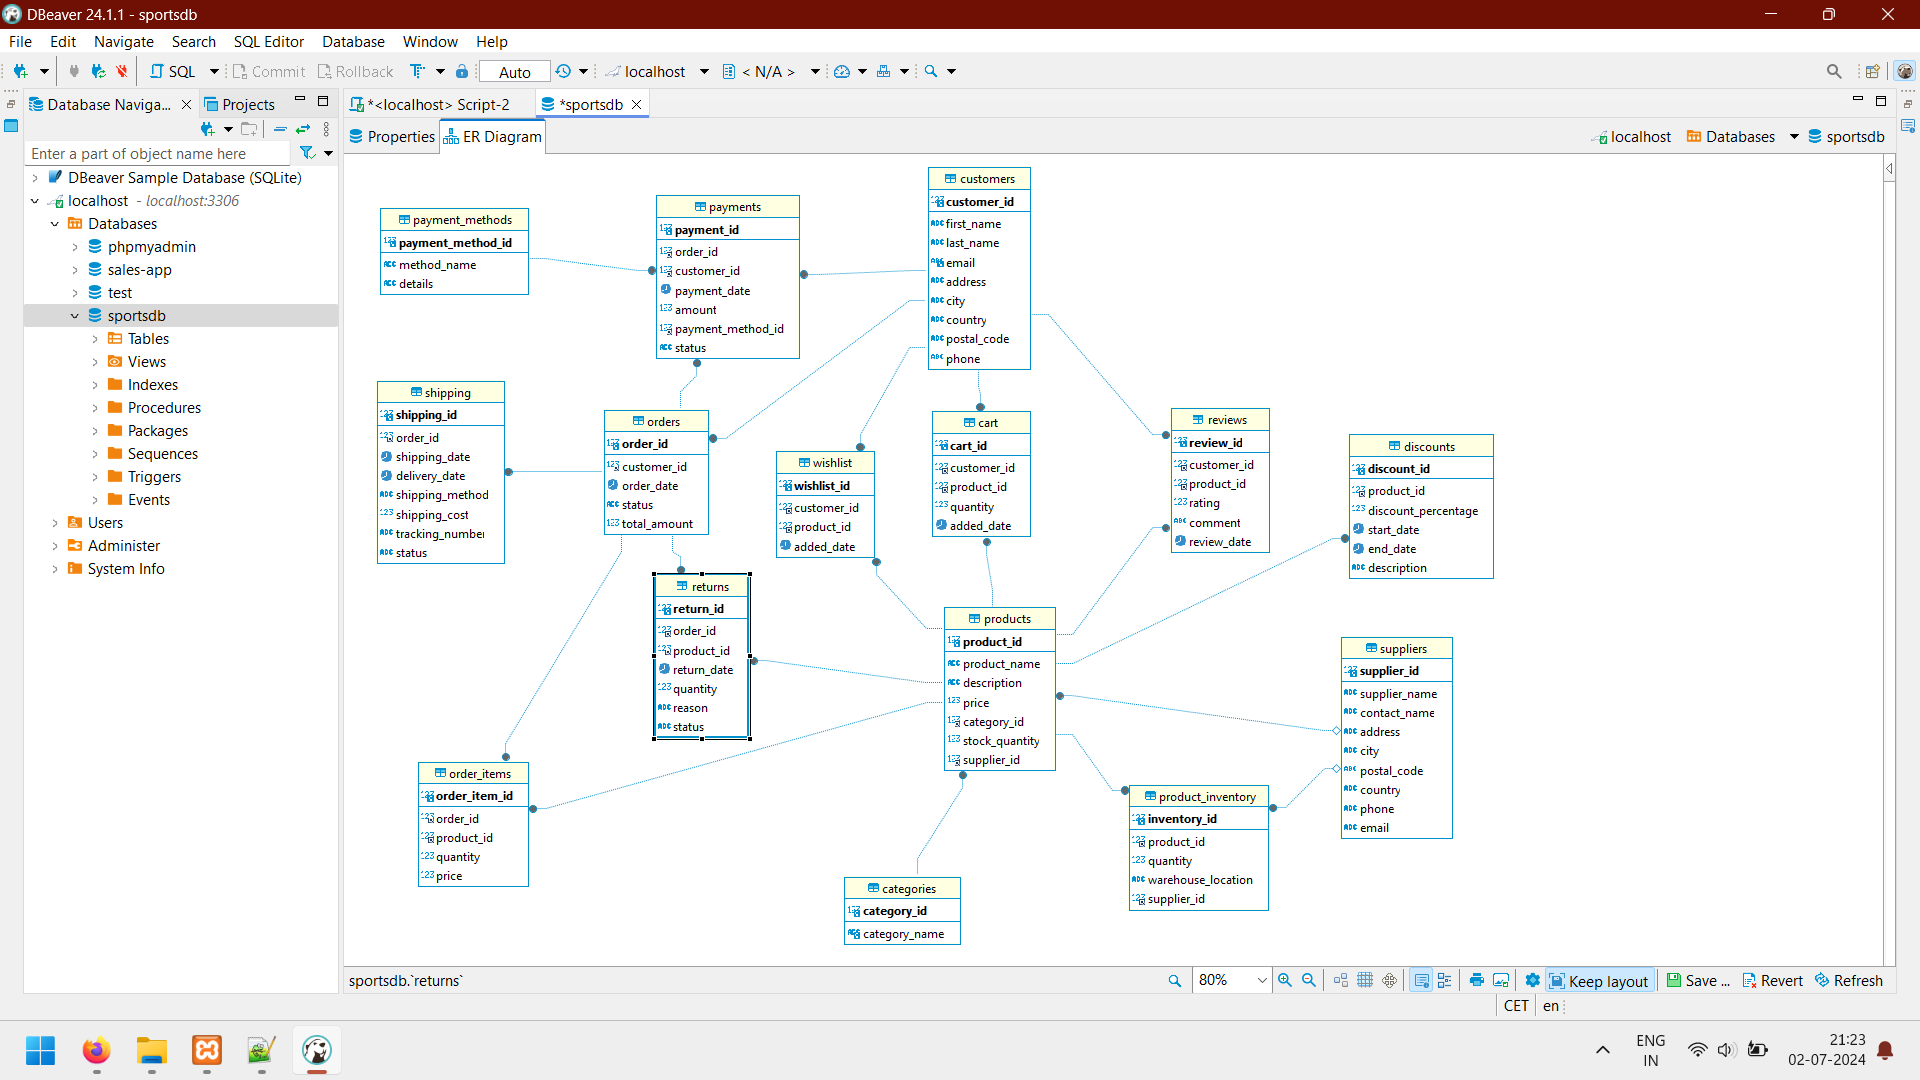 DBeaver 24.1.1 - sportsdb
File Edit Navigate Search SQL Editor Database Window Help
SQL Commit Rollback Auto localhost < N/A >
Database Naviga... Projects
*<localhost> Script-2 *sportsdb
Properties ER Diagram localhost Databases sportsdb
Enter a part of object name here
DBeaver Sample Database (SQLite)
localhost - localhost:3306
Databases
phpmyadmin
sales-app
test
sportsdb
Tables
Views
Indexes
Procedures
Packages
Sequences
Triggers
Events
Users
Administer
System Info
payment_methods
payment_method_id
method_name
details
payments
payment_id
order_id
customer_id
payment_date
amount
payment_method_id
status
customers
customer_id
first_name
last_name
email
address
city
country
postal_code
phone
shipping
shipping_id
order_id
shipping_date
delivery_date
shipping_method
shipping_cost
tracking_number
status
orders
order_id
customer_id
order_date
status
total_amount
wishlist
wishlist_id
customer_id
product_id
added_date
cart
cart_id
customer_id
product_id
quantity
added_date
reviews
review_id
customer_id
product_id
rating
comment
review_date
discounts
discount_id
product_id
discount_percentage
start_date
end_date
description
returns
return_id
order_id
product_id
return_date
quantity
reason
status
products
product_id
product_name
description
price
category_id
stock_quantity
supplier_id
suppliers
supplier_id
supplier_name
contact_name
address
city
postal_code
country
phone
email
order_items
order_item_id
order_id
product_id
quantity
price
product_inventory
inventory_id
product_id
quantity
warehouse_location
supplier_id
categories
category_id
category_name
sportsdb.`returns` 80% Keep layout Save ... Revert Refresh
CET en
ENG
IN
21:23
02-07-2024